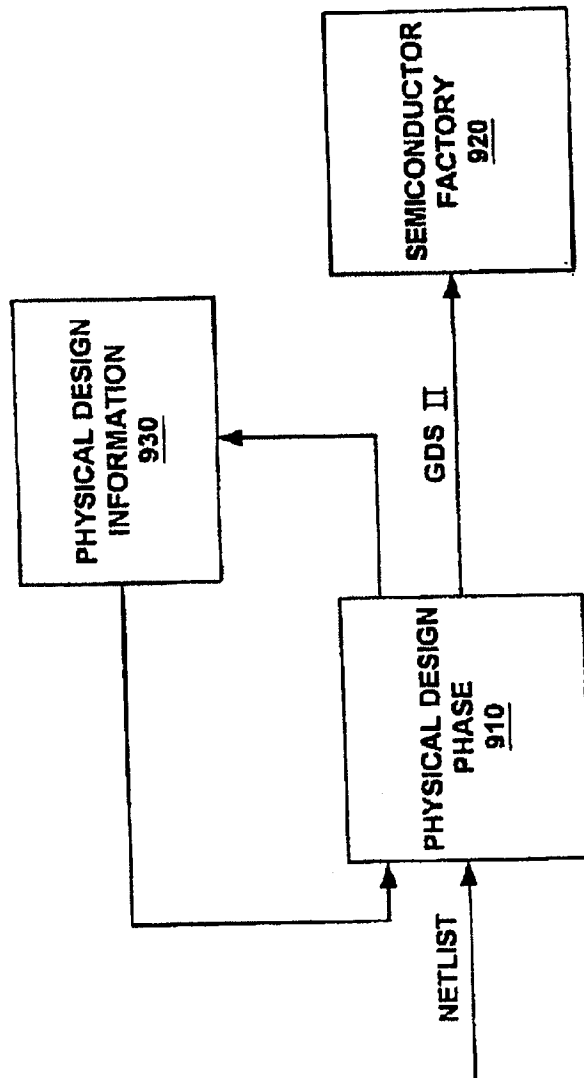 PHYSICAL DESIGN
INFORMATION
930
NETLIST
PHYSICAL DESIGN
PHASE
910
GDS II
SEMICONDUCTOR
FACTORY
920